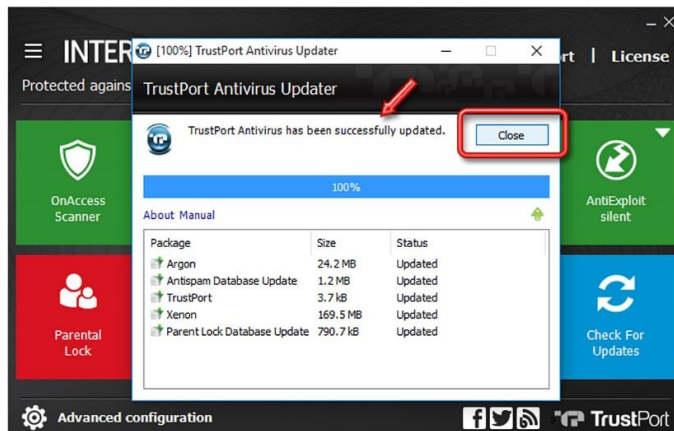 INTER
rt | License
Protected agains
[100%] TrustPort Antivirus Updater
TrustPort Antivirus Updater
TrustPort Antivirus has been successfully updated.
Close
100%
About Manual
Package Size Status
Argon 24.2 MB Updated
Antispam Database Update 1.2 MB Updated
TrustPort 3.7 kB Updated
Xenon 169.5 MB Updated
Parent Lock Database Update 790.7 kB Updated
OnAccess
Scanner
AntiExploit
silent
Parental
Lock
Check For
Updates
Advanced configuration
TrustPort